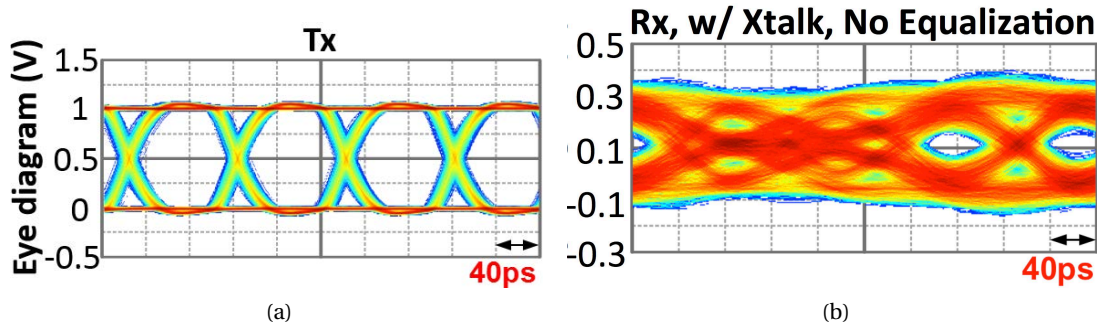 Tx
Eye diagram (V)
1.5
1
0.5
0
-0.5
40ps
(a)
Rx, w/ Xtalk, No Equalization
0.5
0.3
0.1
-0.1
-0.3
40ps
(b)